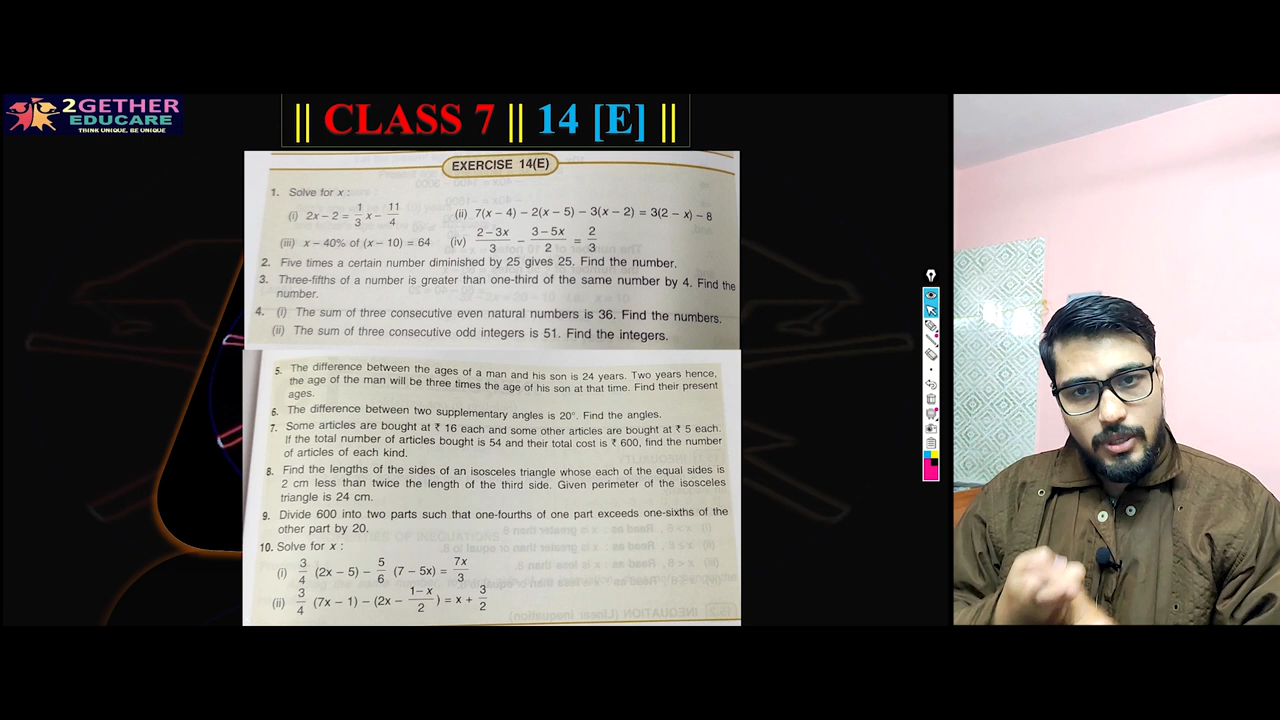 2GETHER
EDUCARE
THINK UNIQUE, BE UNIQUE
|| CLASS 7 || 14 [E] ||
EXERCISE 14(E)
1. Solve for x :
(i) 2x – 2 = 1/3 x – 11/4 (ii) 7(x – 4) – 2(x – 5) – 3(x – 2) = 3(2 – x) – 8
(iii) x – 40% of (x – 10) = 64 (iv) (2 – 3x)/3 – (3 – 5x)/2 = 2/3
2. Five times a certain number diminished by 25 gives 25. Find the number.
3. Three-fifths of a number is greater than one-third of the same number by 4. Find the
number.
4. (i) The sum of three consecutive even natural numbers is 36. Find the numbers.
(ii) The sum of three consecutive odd integers is 51. Find the integers.
5. The difference between the ages of a man and his son is 24 years. Two years hence,
the age of the man will be three times the age of his son at that time. Find their present
ages.
6. The difference between two supplementary angles is 20°. Find the angles.
7. Some articles are bought at ₹ 16 each and some other articles are bought at ₹ 5 each.
If the total number of articles bought is 54 and their total cost is ₹ 600, find the number
of articles of each kind.
8. Find the lengths of the sides of an isosceles triangle whose each of the equal sides is
2 cm less than twice the length of the third side. Given perimeter of the isosceles
triangle is 24 cm.
9. Divide 600 into two parts such that one-fourths of one part exceeds one-sixths of the
other part by 20.
10. Solve for x :
(i) 3/4 (2x – 5) – 5/6 (7 – 5x) = 7x/3
(ii) 3/4 (7x – 1) – (2x – (1 – x)/2) = x + 3/2